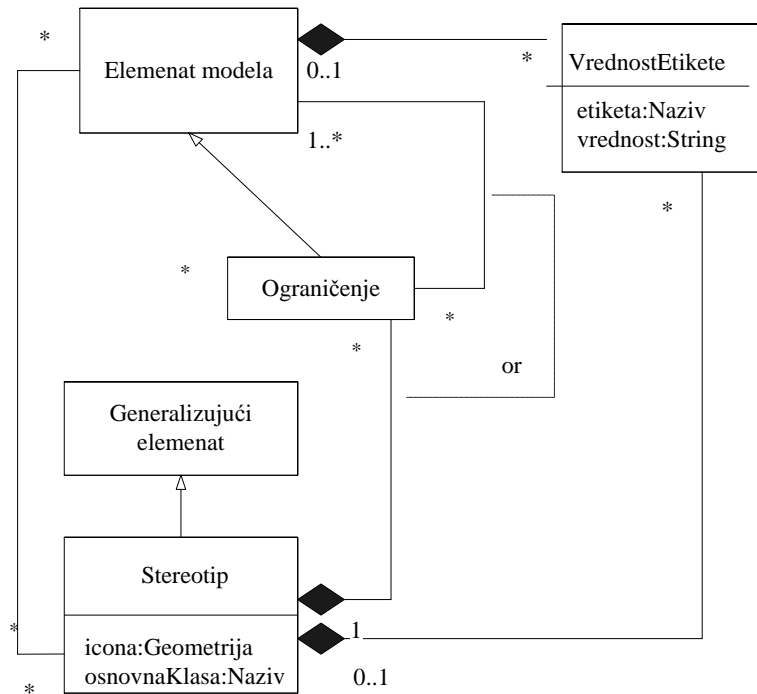 *
Elemenat modela
0..1
*
VrednostEtikete
etiketa:Naziv
vrednost:String
1..*
*
*
Ograničenje
*
*
or
Generalizujući
elemenat
Stereotip
*
1
icona:Geometrija
osnovnaKlasa:Naziv
0..1
*